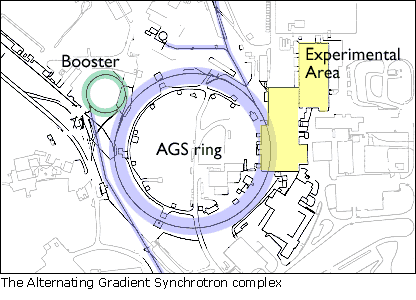 Booster
Experimental
Area
AGS ring
The Alternating Gradient Synchrotron complex